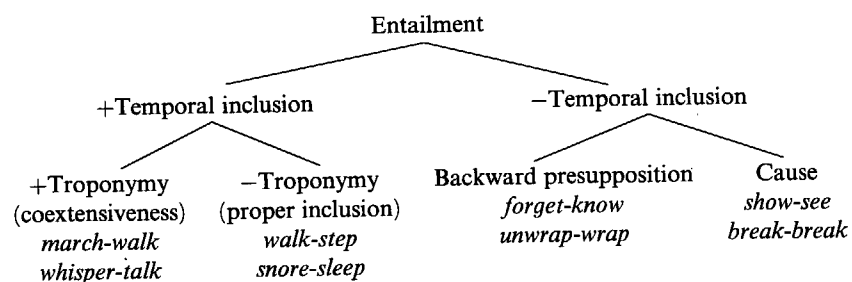 Entailment
+Temporal inclusion
−Temporal inclusion
+Troponymy
(coextensiveness)
march-walk
whisper-talk
−Troponymy
(proper inclusion)
walk-step
snore-sleep
Backward presupposition
forget-know
unwrap-wrap
Cause
show-see
break-break